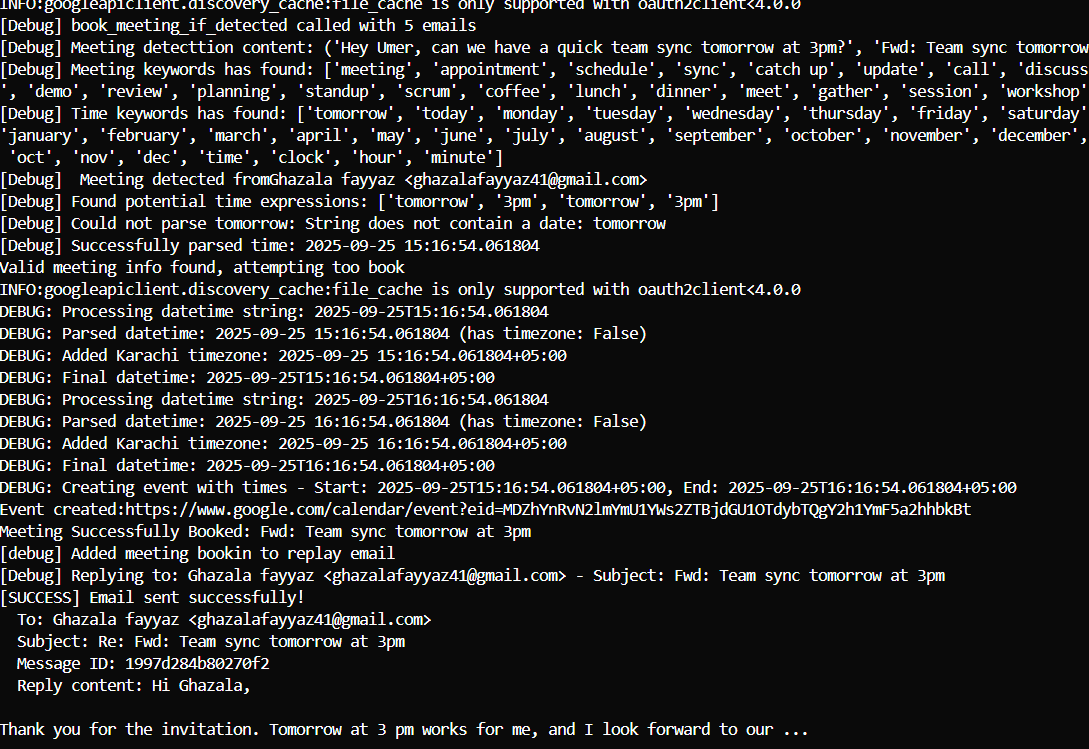 INFO:googleapiclient.discovery_cache:file_cache is only supported with oauth2client<4.0.0
[Debug] book_meeting_if_detected called with 5 emails
[Debug] Meeting detecttion content: ('Hey Umer, can we have a quick team sync tomorrow at 3pm?', 'Fwd: Team sync tomorrow
[Debug] Meeting keywords has found: ['meeting', 'appointment', 'schedule', 'sync', 'catch up', 'update', 'call', 'discuss
', 'demo', 'review', 'planning', 'standup', 'scrum', 'coffee', 'lunch', 'dinner', 'meet', 'gather', 'session', 'workshop'
[Debug] Time keywords has found: ['tomorrow', 'today', 'monday', 'tuesday', 'wednesday', 'thursday', 'friday', 'saturday'
'january', 'february', 'march', 'april', 'may', 'june', 'july', 'august', 'september', 'october', 'november', 'december',
 'oct', 'nov', 'dec', 'time', 'clock', 'hour', 'minute']
[Debug]  Meeting detected fromGhazala fayyaz <ghazalafayyaz41@gmail.com>
[Debug] Found potential time expressions: ['tomorrow', '3pm', 'tomorrow', '3pm']
[Debug] Could not parse tomorrow: String does not contain a date: tomorrow
[Debug] Successfully parsed time: 2025-09-25 15:16:54.061804
Valid meeting info found, attempting too book
INFO:googleapiclient.discovery_cache:file_cache is only supported with oauth2client<4.0.0
DEBUG: Processing datetime string: 2025-09-25T15:16:54.061804
DEBUG: Parsed datetime: 2025-09-25 15:16:54.061804 (has timezone: False)
DEBUG: Added Karachi timezone: 2025-09-25 15:16:54.061804+05:00
DEBUG: Final datetime: 2025-09-25T15:16:54.061804+05:00
DEBUG: Processing datetime string: 2025-09-25T16:16:54.061804
DEBUG: Parsed datetime: 2025-09-25 16:16:54.061804 (has timezone: False)
DEBUG: Added Karachi timezone: 2025-09-25 16:16:54.061804+05:00
DEBUG: Final datetime: 2025-09-25T16:16:54.061804+05:00
DEBUG: Creating event with times - Start: 2025-09-25T15:16:54.061804+05:00, End: 2025-09-25T16:16:54.061804+05:00
Event created:https://www.google.com/calendar/event?eid=MDZhYnRvN2lmYmU1YWs2ZTBjdGU1OTdybTQgY2h1YmF5a2hhbkBt
Meeting Successfully Booked: Fwd: Team sync tomorrow at 3pm
[debug] Added meeting bookin to replay email
[Debug] Replying to: Ghazala fayyaz <ghazalafayyaz41@gmail.com> - Subject: Fwd: Team sync tomorrow at 3pm
[SUCCESS] Email sent successfully!
  To: Ghazala fayyaz <ghazalafayyaz41@gmail.com>
  Subject: Re: Fwd: Team sync tomorrow at 3pm
  Message ID: 1997d284b80270f2
  Reply content: Hi Ghazala,

Thank you for the invitation. Tomorrow at 3 pm works for me, and I look forward to our ...